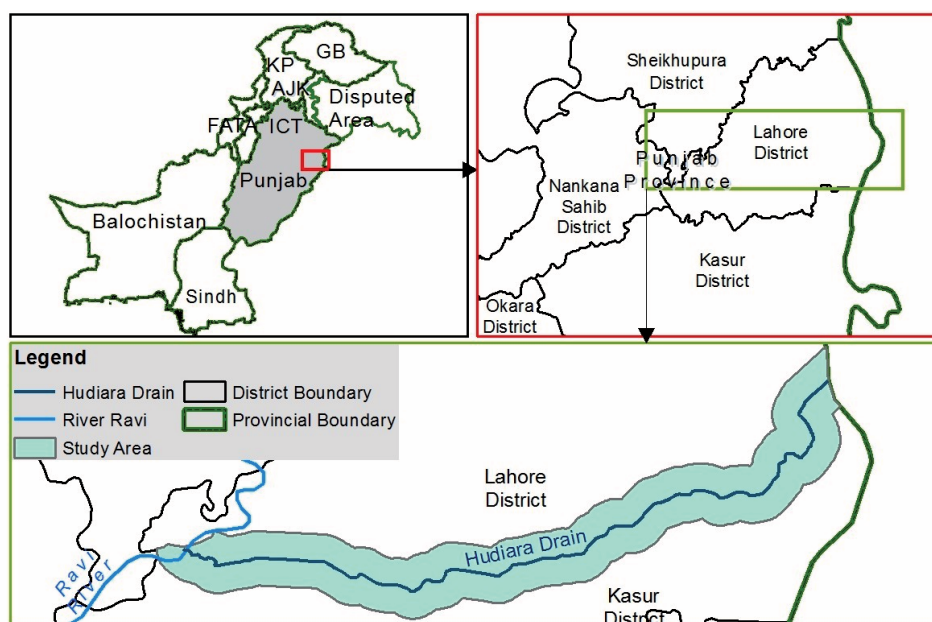 GB
KP
AJK
Disputed
Area
FATA
ICT
Punjab
Balochistan
Sindh
Sheikhupura
District
Lahore
District
Punjab
Province
Nankana
Sahib
District
Kasur
District
Okara
District
Legend
Hudiara Drain
District Boundary
River Ravi
Provincial Boundary
Study Area
Lahore
District
Hudiara Drain
Ravi
River
Kasur
District